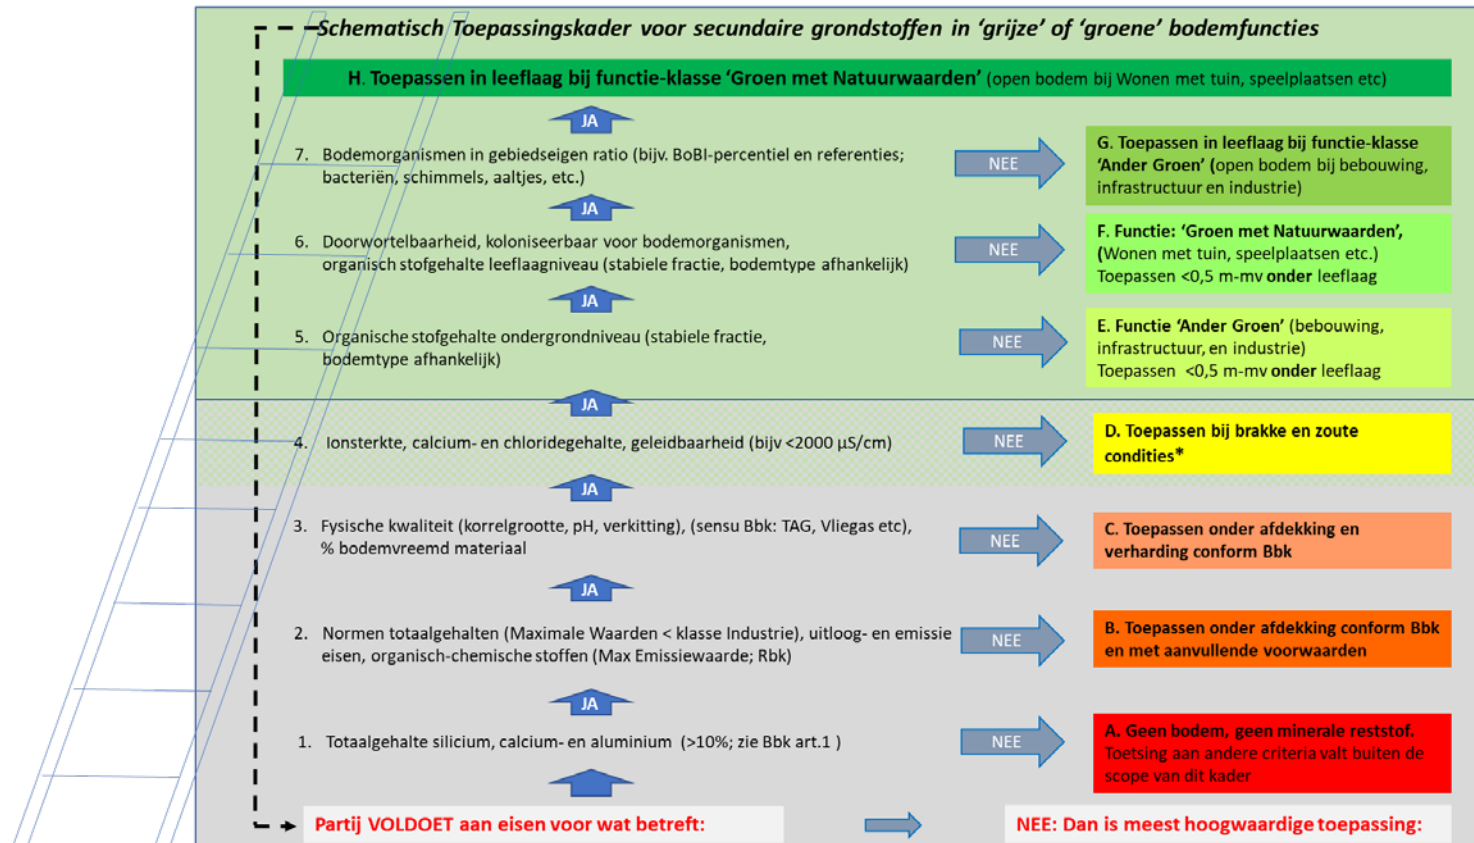 Schematisch Toepassingskader voor secundaire grondstoffen in ‘grijze’ of ‘groene’ bodemfuncties
H. Toepassen in leeflaag bij functie-klasse ‘Groen met Natuurwaarden’ (open bodem bij Wonen met tuin, speelplaatsen etc)
JA
7. Bodemorganismen in gebiedseigen ratio (bijv. BoBI-percentiel en referenties;
bacteriën, schimmels, aaltjes, etc.)
NEE
G. Toepassen in leeflaag bij functie-klasse
‘Ander Groen’ (open bodem bij bebouwing,
infrastructuur en industrie)
JA
6. Doorwortelbaarheid, koloniseerbaar voor bodemorganismen,
organisch stofgehalte leeflaagniveau (stabiele fractie, bodemtype afhankelijk)
NEE
F. Functie: ‘Groen met Natuurwaarden’,
(Wonen met tuin, speelplaatsen etc.)
Toepassen <0,5 m-mv onder leeflaag
JA
5. Organische stofgehalte ondergrondniveau (stabiele fractie,
bodemtype afhankelijk)
NEE
E. Functie ‘Ander Groen’ (bebouwing,
infrastructuur, en industrie)
Toepassen <0,5 m-mv onder leeflaag
JA
4. Ionsterkte, calcium- en chloridegehalte, geleidbaarheid (bijv <2000 µS/cm)
NEE
D. Toepassen bij brakke en zoute
condities*
JA
3. Fysische kwaliteit (korrelgrootte, pH, verkitting), (sensu Bbk: TAG, Vliegas etc),
% bodemvreemd materiaal
NEE
C. Toepassen onder afdekking en
verharding conform Bbk
JA
2. Normen totaalgehalten (Maximale Waarden < klasse Industrie), uitloog- en emissie
eisen, organisch-chemische stoffen (Max Emissiewaarde; Rbk)
NEE
B. Toepassen onder afdekking conform Bbk
en met aanvullende voorwaarden
JA
1. Totaalgehalte silicium, calcium- en aluminium (>10%; zie Bbk art.1 )
NEE
A. Geen bodem, geen minerale reststof.
Toetsing aan andere criteria valt buiten de
scope van dit kader
Partij VOLDOET aan eisen voor wat betreft:
NEE: Dan is meest hoogwaardige toepassing: